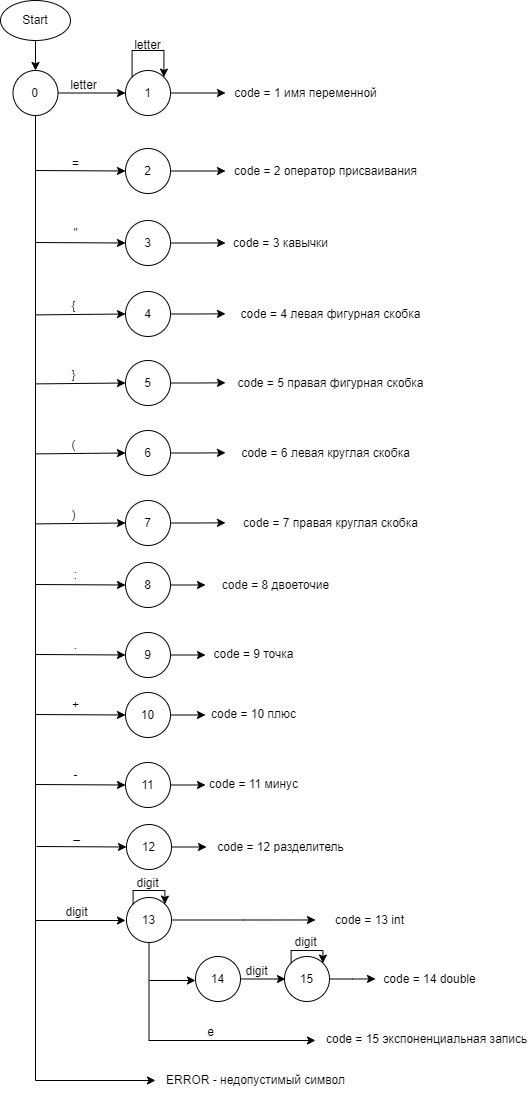 Start
letter
0
letter
1
code = 1 имя переменной
=
2
code = 2 оператор присваивания
"
3
code = 3 кавычки
{
4
code = 4 левая фигурная скобка
}
5
code = 5 правая фигурная скобка
(
6
code = 6 левая круглая скобка
)
7
code = 7 правая круглая скобка
:
8
code = 8 двоеточие
.
9
code = 9 точка
+
10
code = 10 плюс
-
11
code = 11 минус
_
12
code = 12 разделитель
digit
digit
13
code = 13 int
digit
14
digit
15
code = 14 double
e
code = 15 экспоненциальная запись
ERROR - недопустимый символ